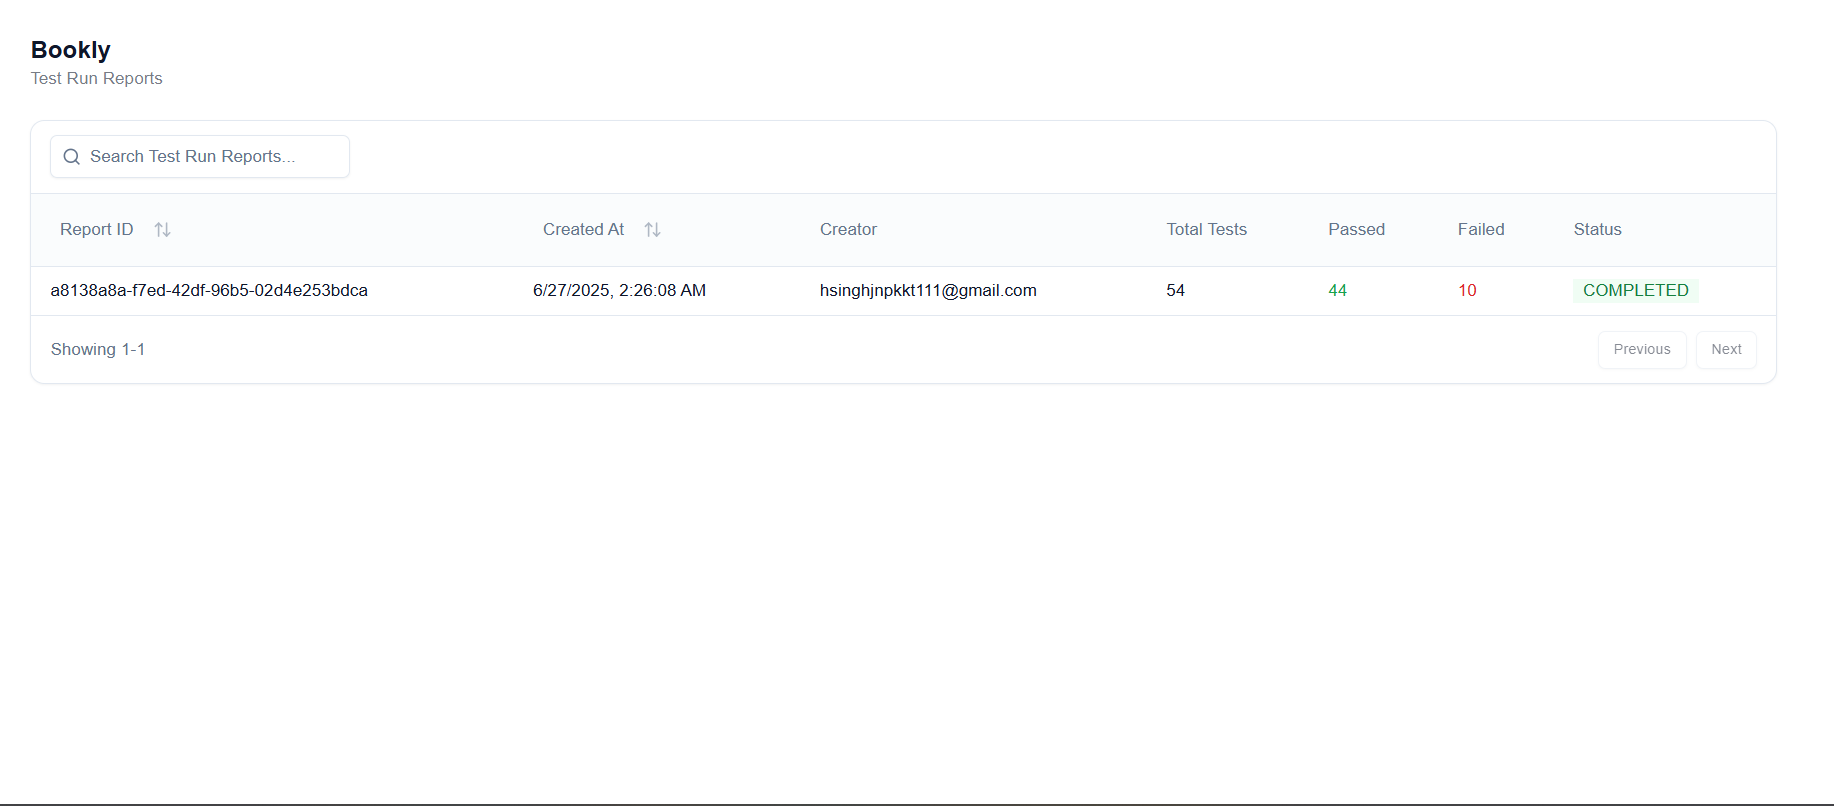 Bookly
Test Run Reports
Search Test Run Reports...
Report ID Created At Creator Total Tests Passed Failed Status
a8138a8a-f7ed-42df-96b5-02d4e253bdca 6/27/2025, 2:26:08 AM hsinghjnpkkt111@gmail.com 54 44 10 COMPLETED
Showing 1-1 Previous Next